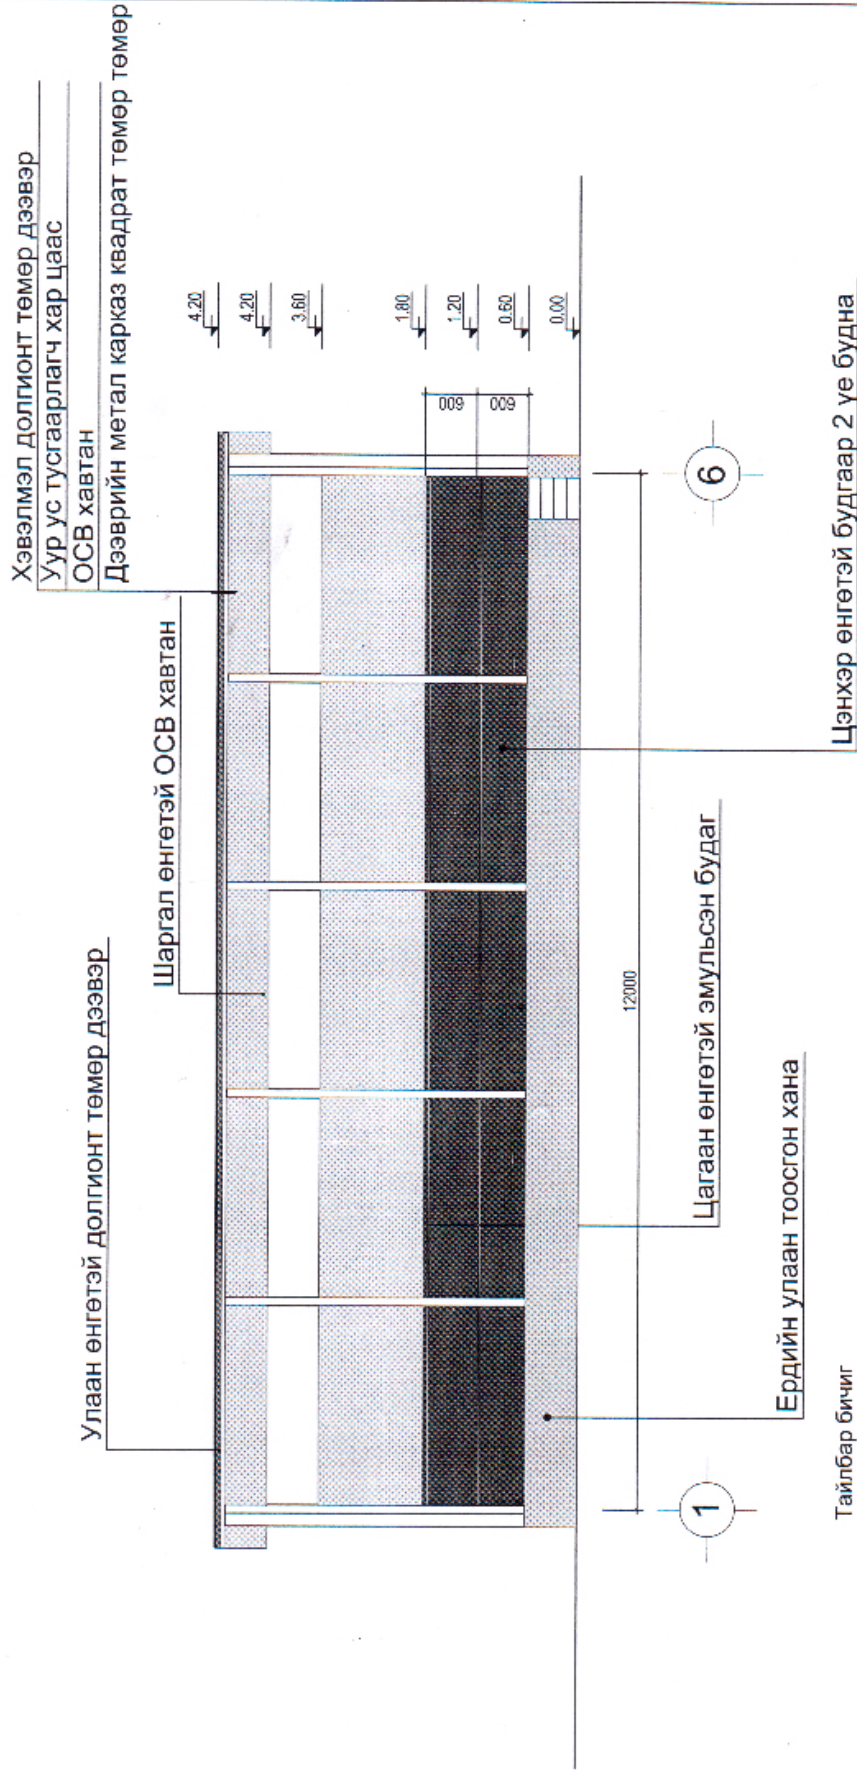 Хэвэлмэл долгионт төмөр дээвэр
Уур ус тусгаарлагч хар цаас
ОСВ хавтан
Дээврийн метал карказ квадрат төмөр төмөр
Улаан өнгөтэй долгионт төмөр дээвэр
Шаргал өнгөтэй ОСВ хавтан
4.20
4.20
3.60
1.80
1.20
0.60
0.00
600
600
12000
1
6
Цэнхэр өнгөтэй будгаар 2 үе будна
Цагаан өнгөтэй эмульсэн будаг
Ердийн улаан тоосгон хана
Тайлбар бичиг